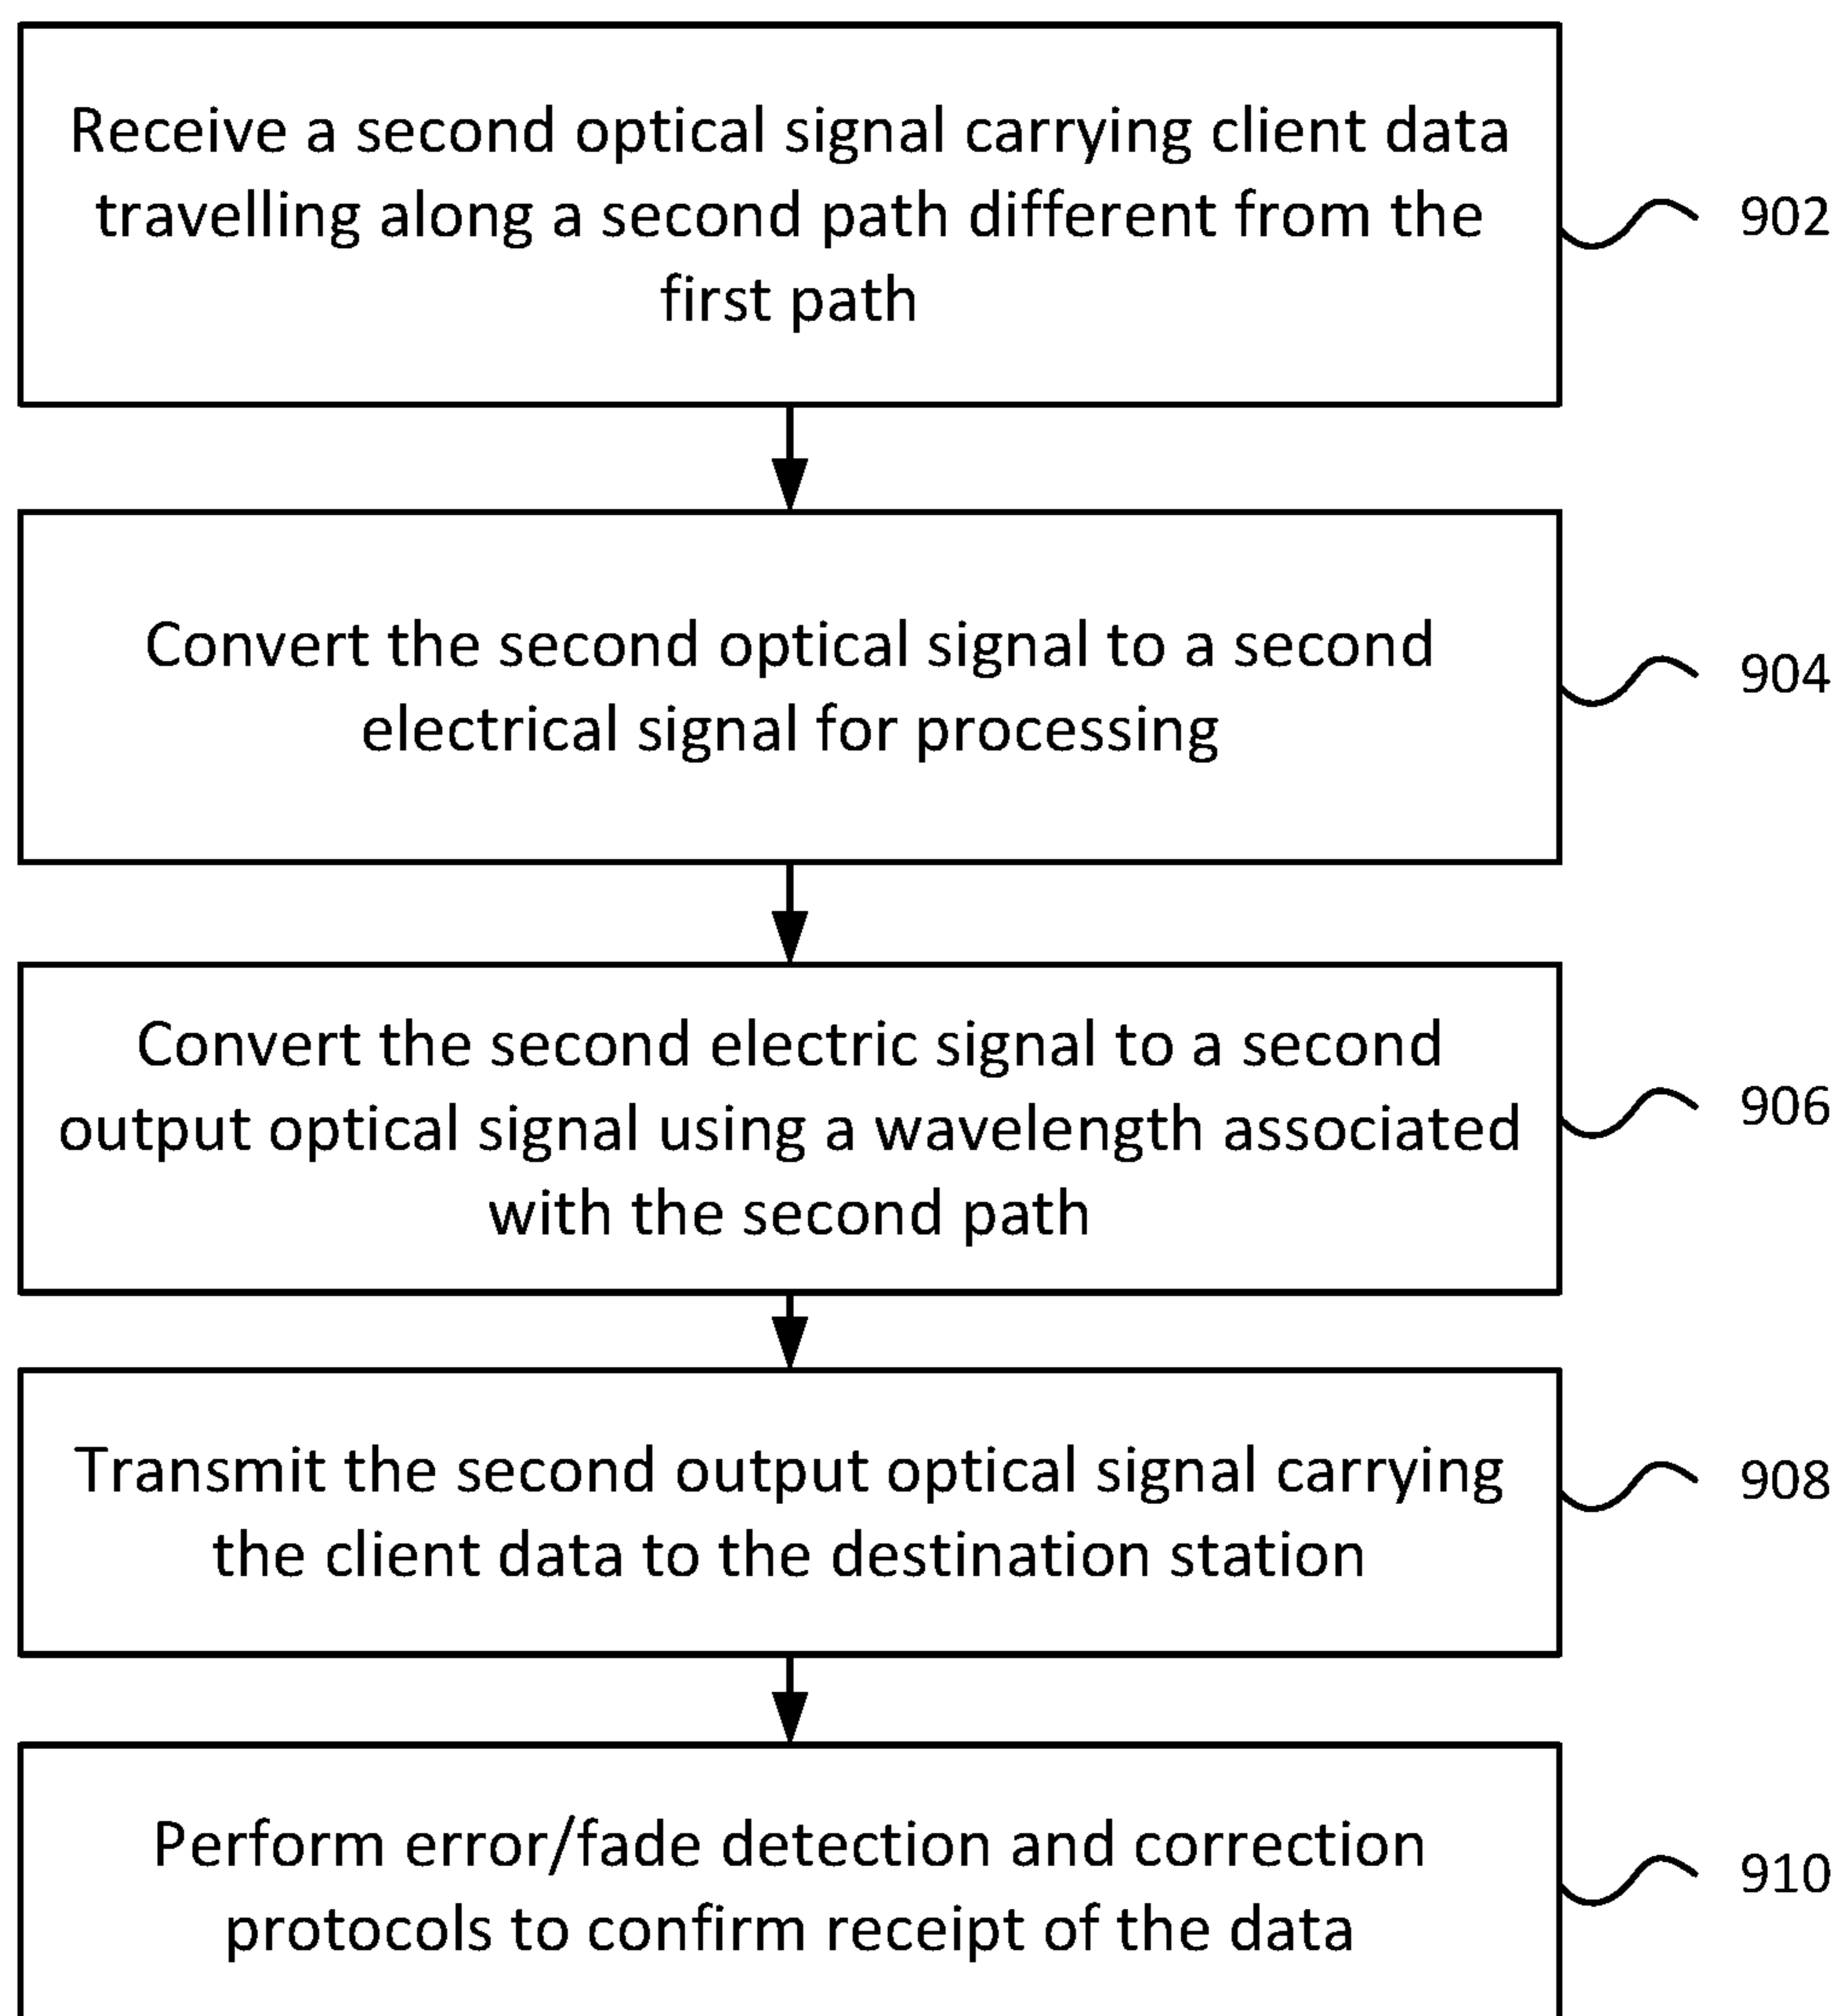 Receive a second optical signal carrying client data
travelling along a second path different from the
first path
902
Convert the second optical signal to a second
electrical signal for processing
904
Convert the second electric signal to a second
output optical signal using a wavelength associated
with the second path
906
Transmit the second output optical signal carrying
the client data to the destination station
908
Perform error/fade detection and correction
protocols to confirm receipt of the data
910